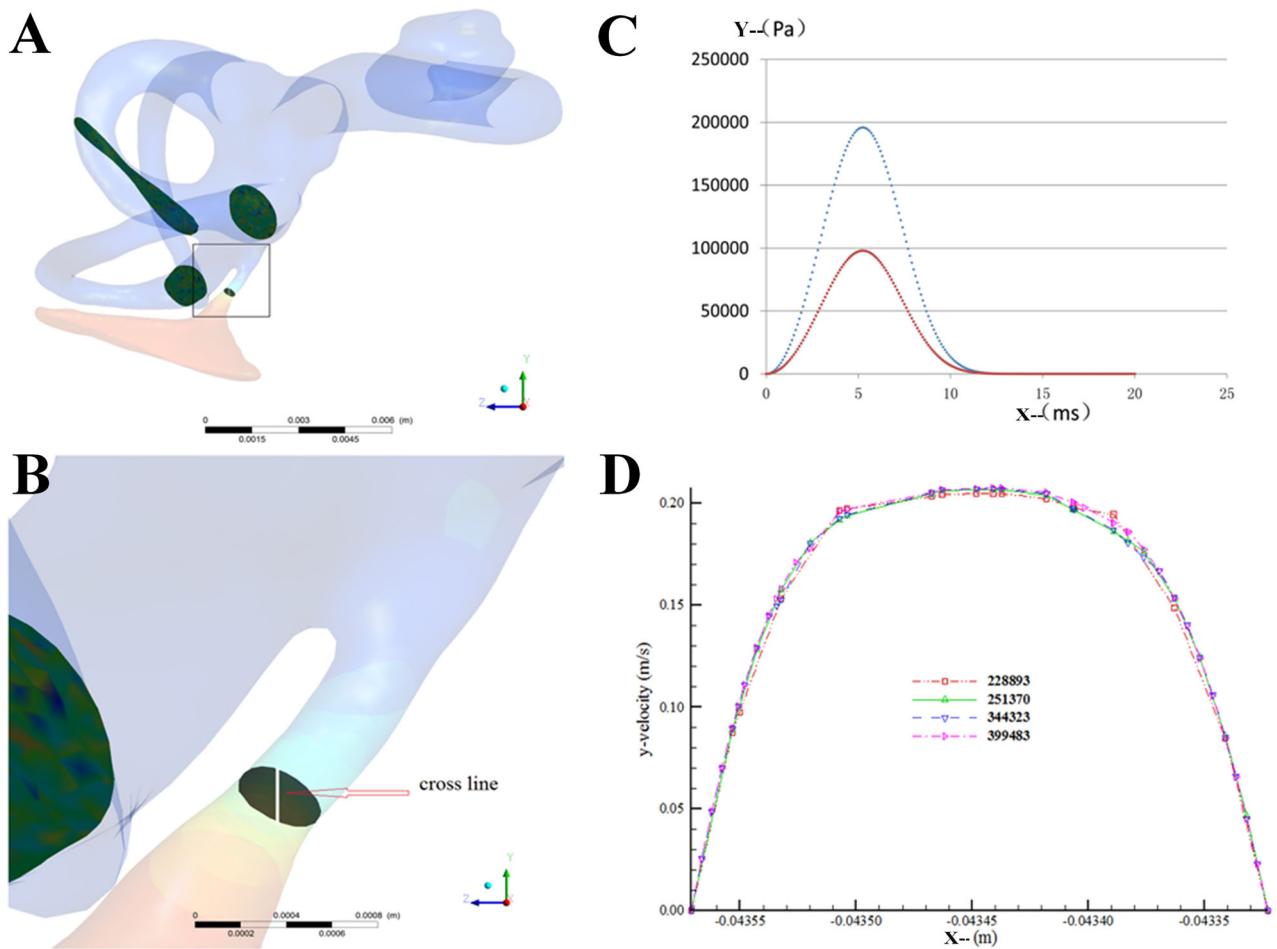 A
Y
Z
0 0.003 0.006 (m)
0.0015 0.0045
B
cross line
Y
Z
0 0.0004 0.0008 (m)
0.0002 0.0006
C
Y--（Pa）
250000
200000
150000
100000
50000
0
0 5 10 15 20 25
X--（ms）
D
0.20
0.15
0.10
0.05
0.00
y-velocity (m/s)
228893
251370
344323
399483
-0.04355 -0.04350 -0.04345 -0.04340 -0.04335
X-- (m)